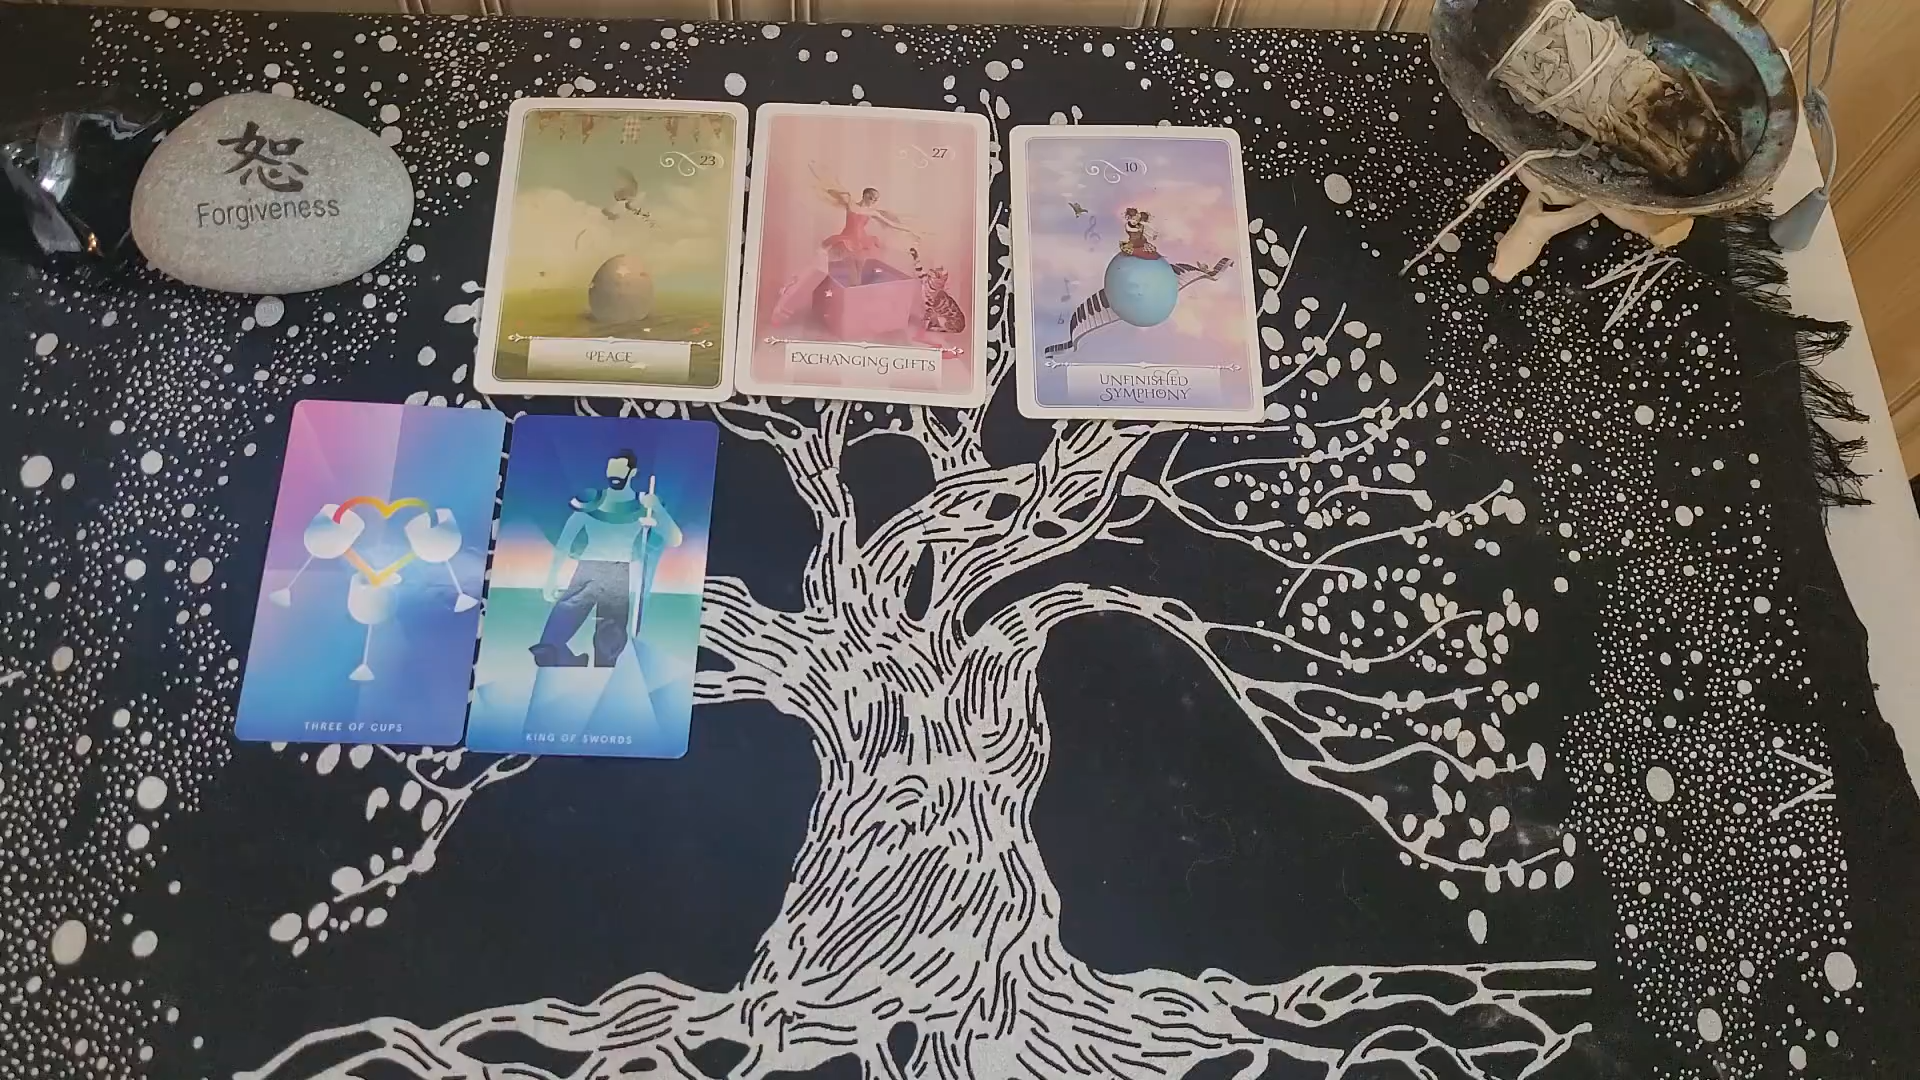 恕
Forgiveness
23
PEACE
27
EXCHANGING GIFTS
10
UNFINISHED
SYMPHONY
THREE OF CUPS
KING OF SWORDS